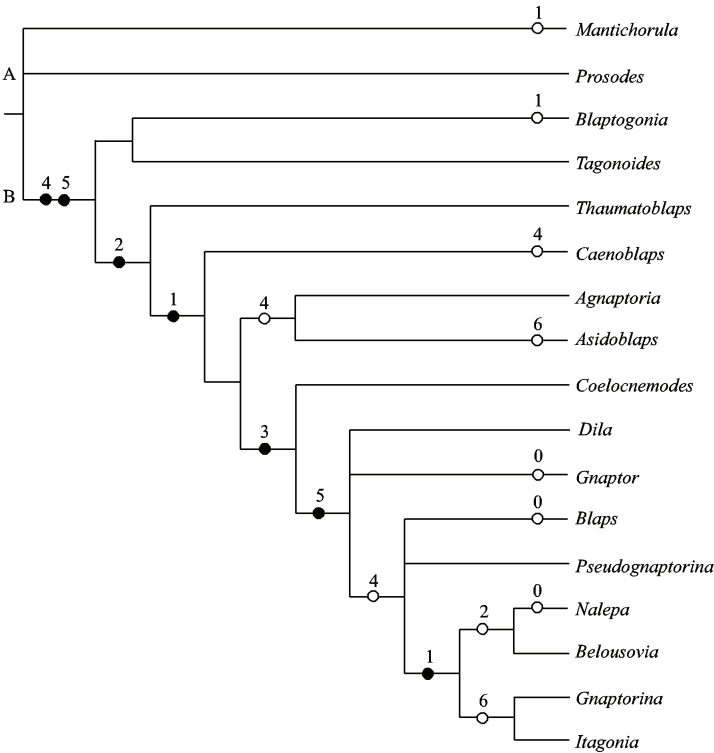 1
Mantichorula
A
Prosodes
1
Blaptogonia
Tagonoides
4 5
B
Thaumatoblaps
2
4
Caenoblaps
1
4
Agnaptoria
6
Asidoblaps
Coelocnemodes
3
Dila
0
Gnaptor
5
0
Blaps
Pseudognaptorina
4
0
Nalepa
2
Belousovia
1
Gnaptorina
6
Itagonia